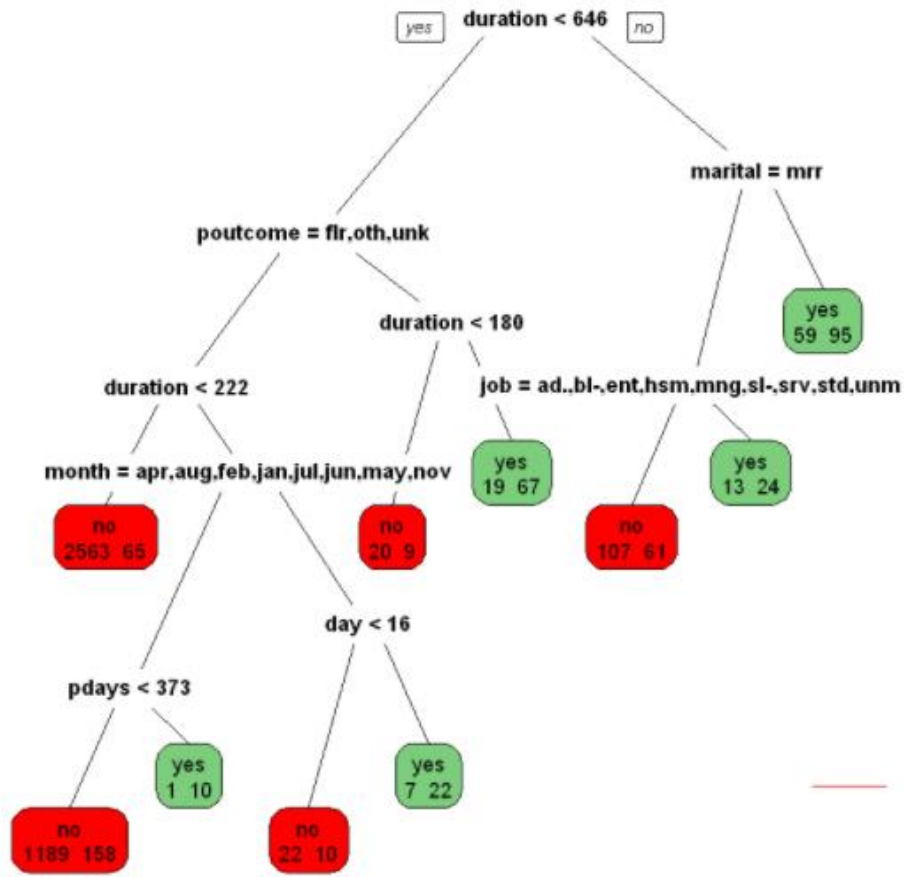 yes duration < 646 no
marital = mrr
poutcome = flr,oth,unk
yes
59 95
duration < 180
duration < 222
job = ad.,bl-,ent,hsm,mng,sl-,srv,std,unm
month = apr,aug,feb,jan,jul,jun,may,nov
yes
19 67
yes
13 24
no
2563 65
no
20 9
no
107 61
day < 16
pdays < 373
yes
1 10
yes
7 22
no
1189 158
no
22 10